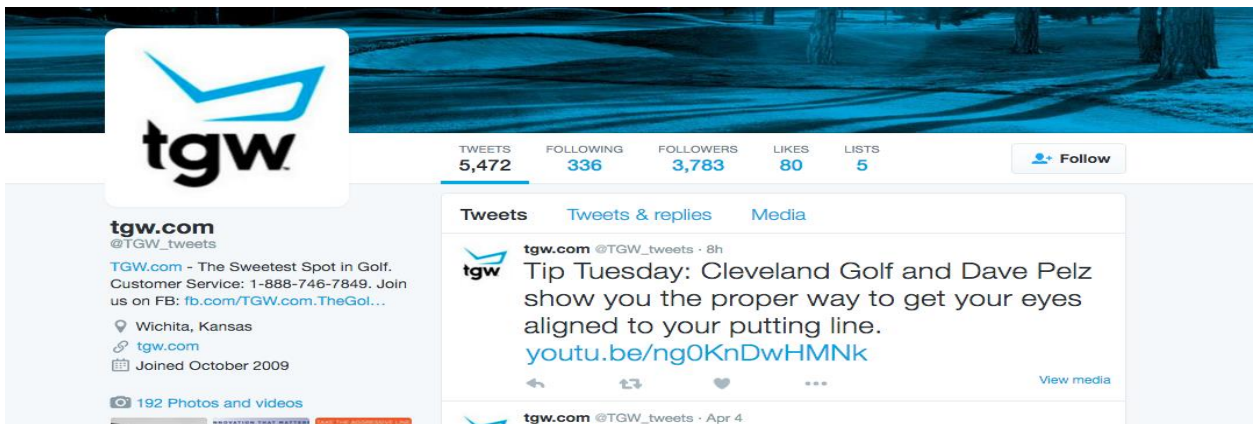 tgw
TWEETS FOLLOWING FOLLOWERS LIKES LISTS
5,472 336 3,783 80 5
Follow
tgw.com
@TGW_tweets
TGW.com - The Sweetest Spot in Golf.
Customer Service: 1-888-746-7849. Join
us on FB: fb.com/TGW.com.TheGol...
Wichita, Kansas
tgw.com
Joined October 2009
192 Photos and videos
Tweets Tweets & replies Media
tgw
tgw.com @TGW_tweets · 8h
Tip Tuesday: Cleveland Golf and Dave Pelz
show you the proper way to get your eyes
aligned to your putting line.
youtu.be/ng0KnDwHMNk
View media
tgw.com @TGW_tweets · Apr 4